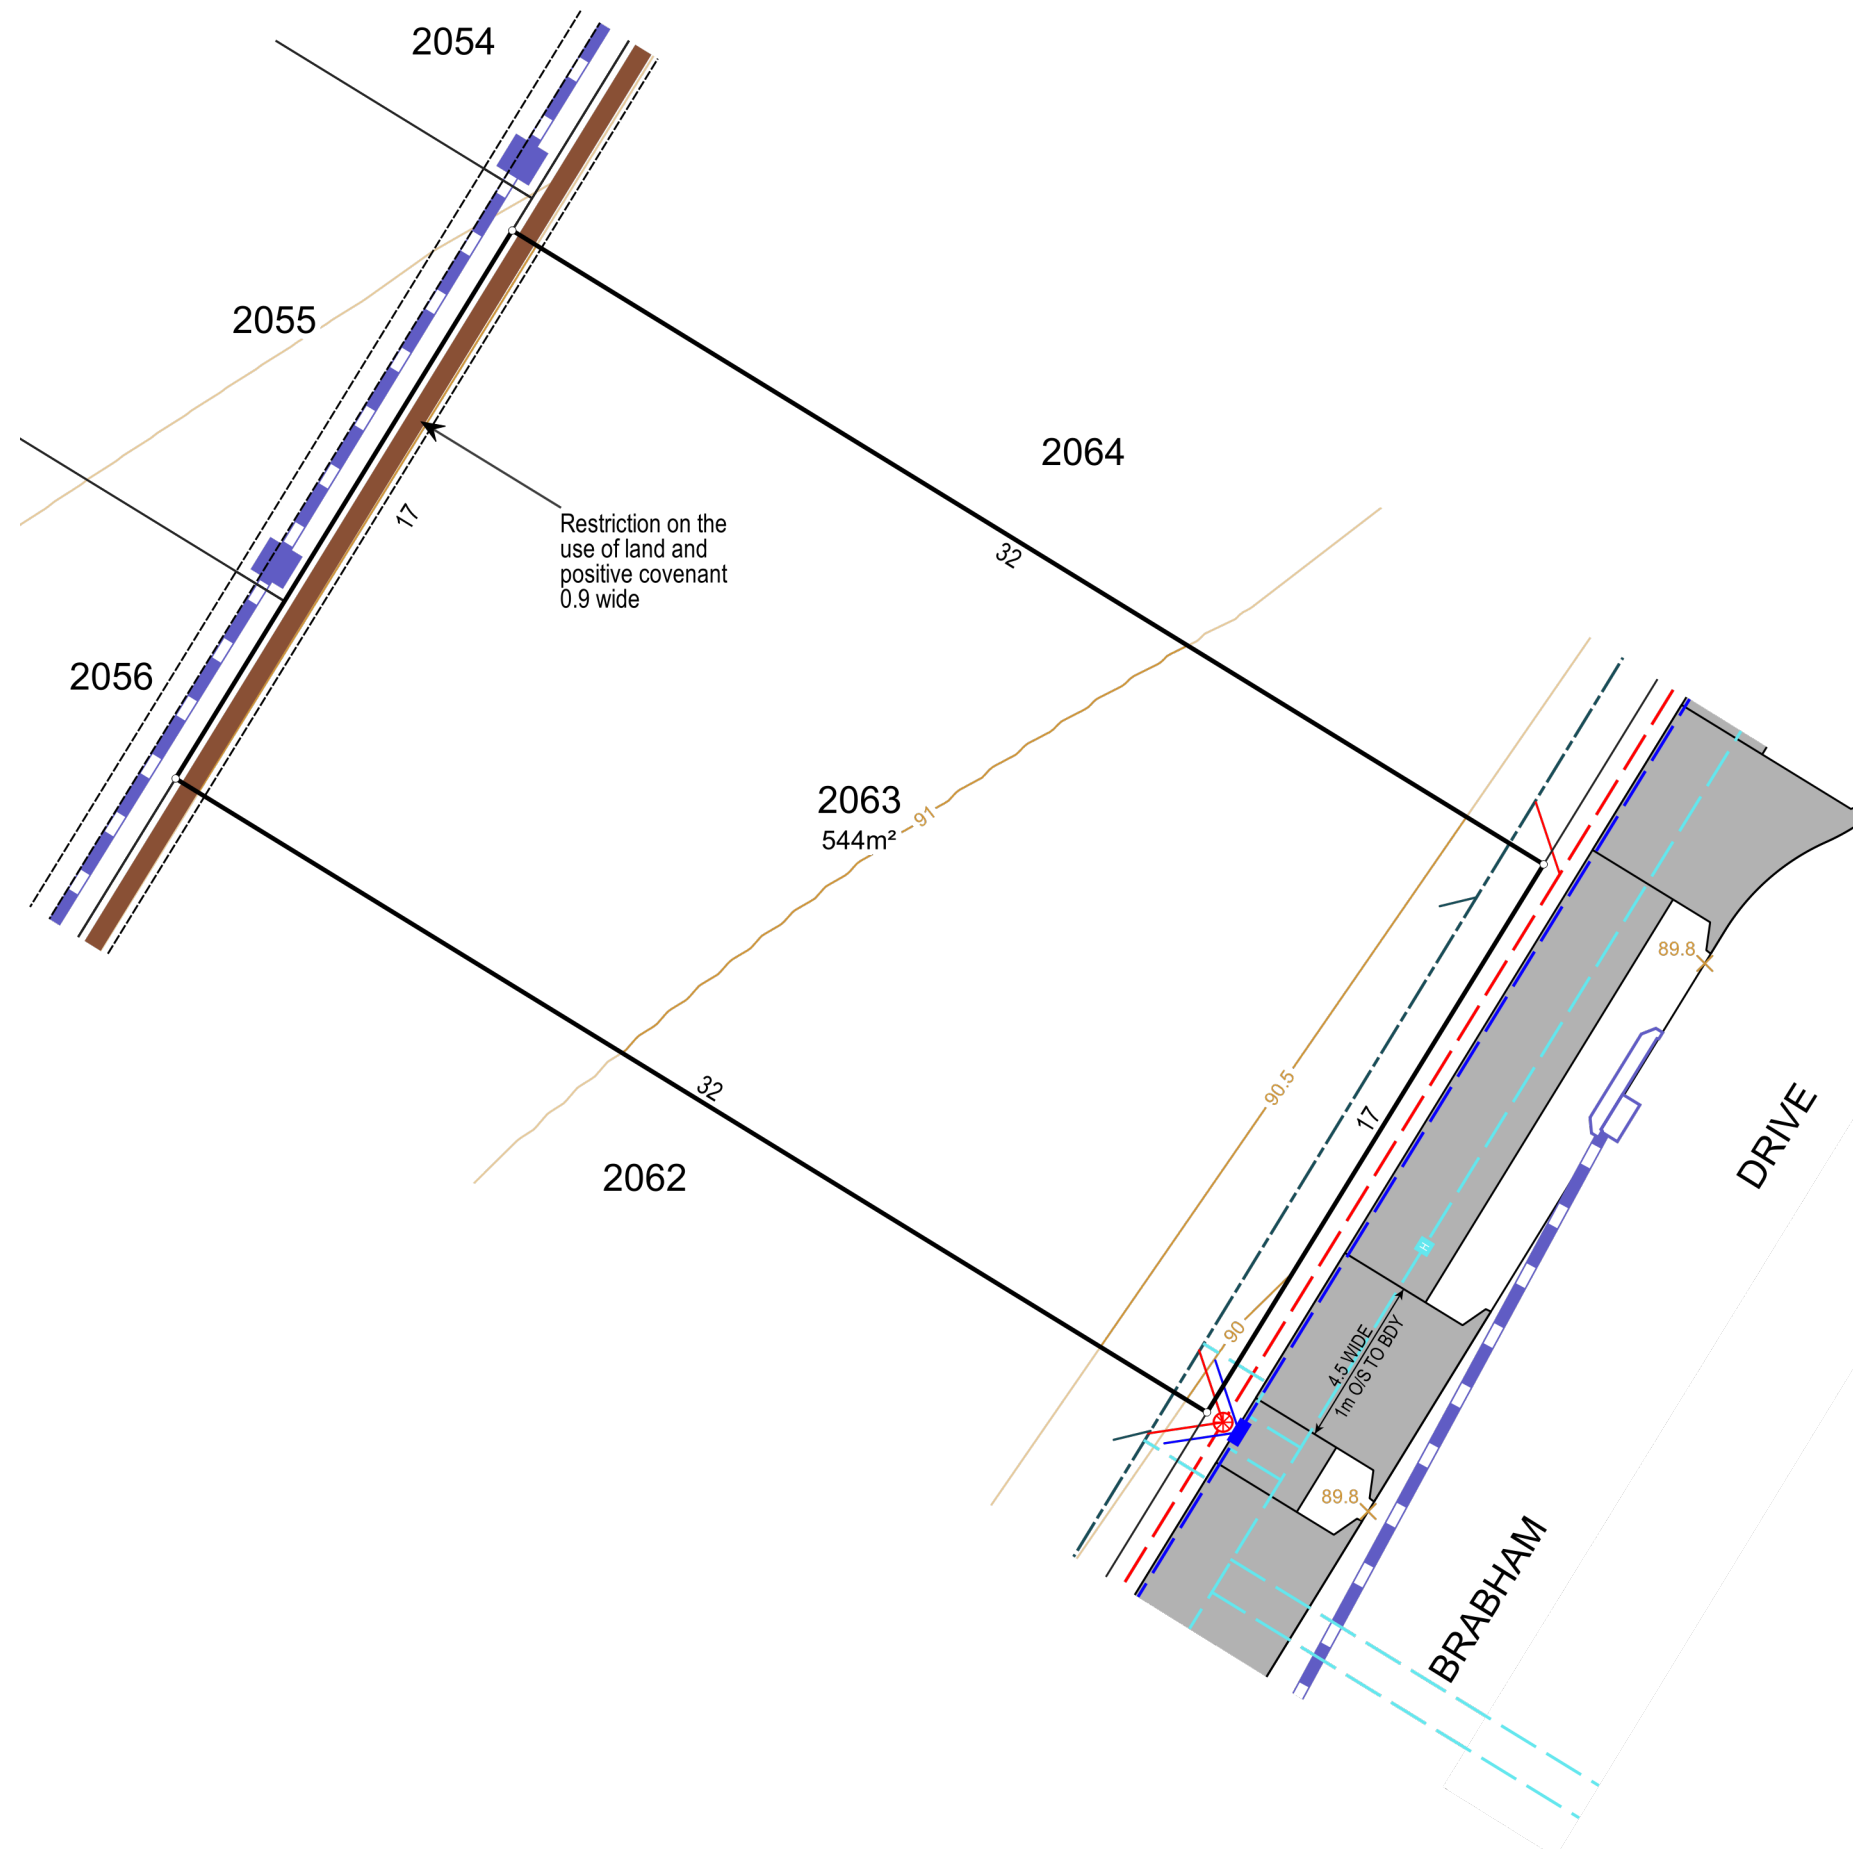 2054
2055
2056
17
Restriction on the
use of land and
positive covenant
0.9 wide
2064
32
2063
544m²
91
32
2062
90.5
17
90
89.8
H
4.5 WIDE
1m O/S TO BDY
89.8
BRABHAM
DRIVE